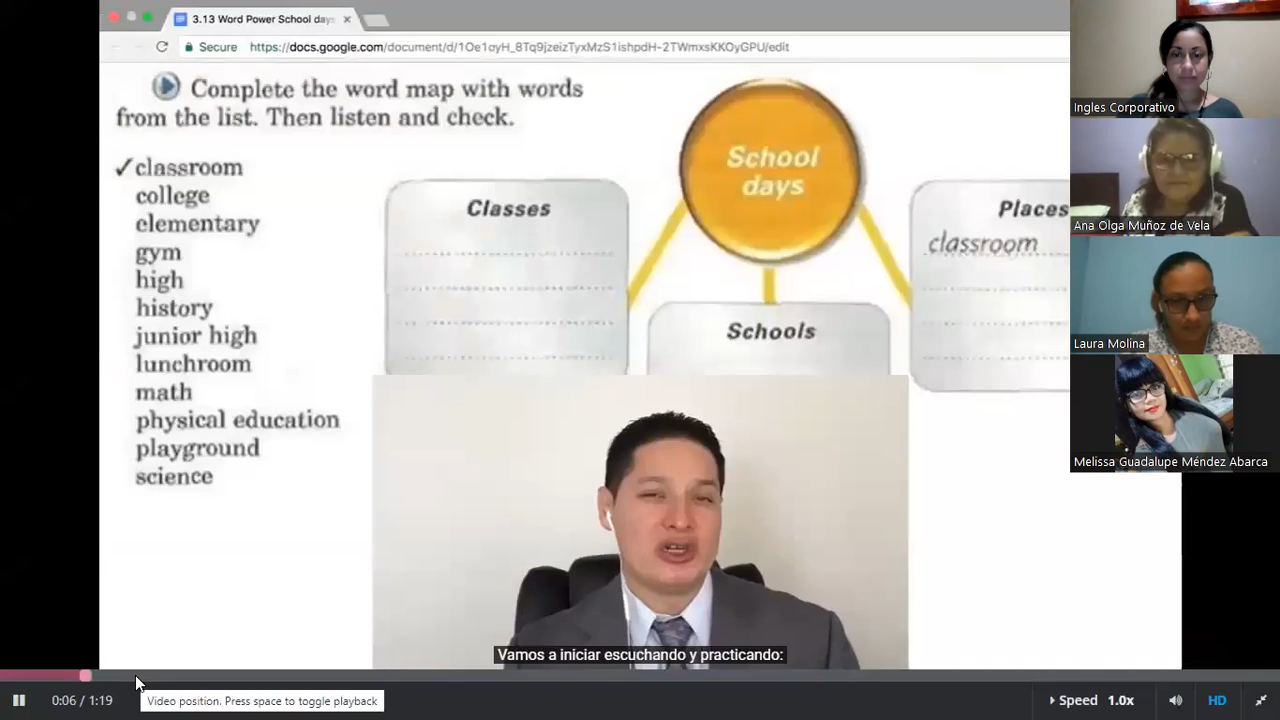 3.13 Word Power School days
Secure https://docs.google.com/document/d/1Oe1oyH_8Tq9jzeizTyxMzS1ishpdH-2TWmxsKKOyGPU/edit
Complete the word map with words
from the list. Then listen and check.
✓classroom
college
elementary
gym
high
history
junior high
lunchroom
math
physical education
playground
science
School
days
Classes
Schools
Places
classroom
Vamos a iniciar escuchando y practicando:
Ingles Corporativo
Ana Olga Muñoz de Vela
Laura Molina
Melissa Guadalupe Méndez Abarca
0:06 / 1:19
Video position. Press space to toggle playback
Speed 1.0x
HD